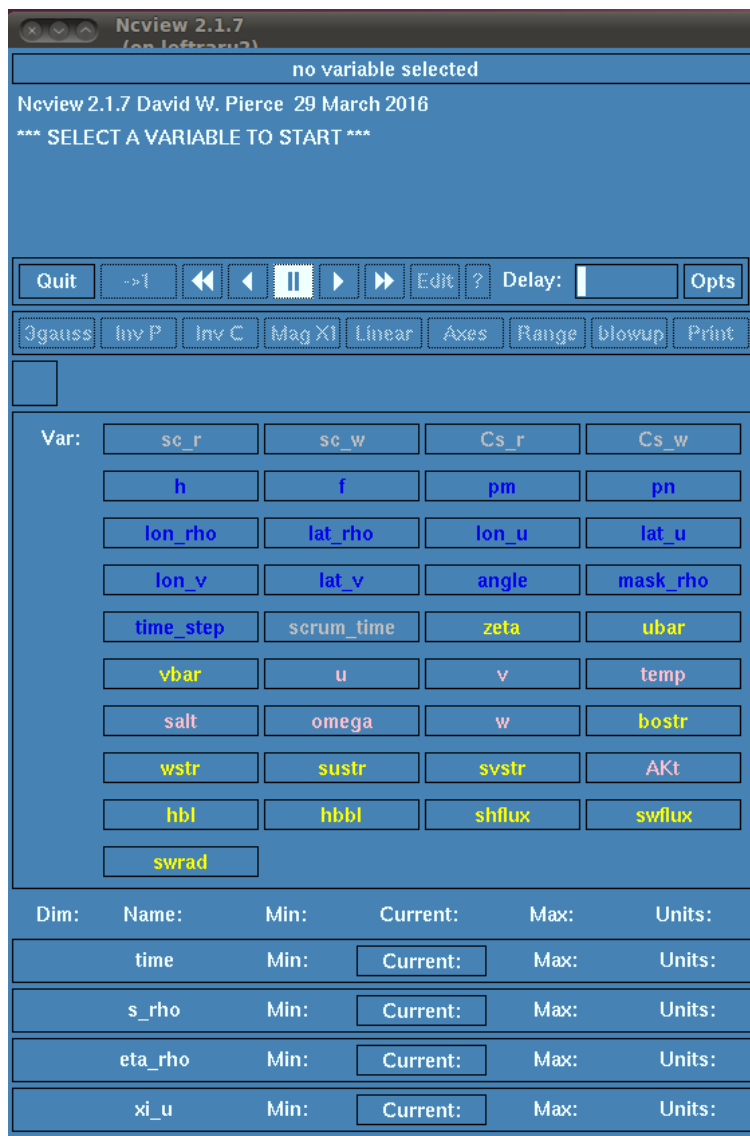 Ncview 2.1.7
(on leftraru2)
no variable selected
Ncview 2.1.7 David W. Pierce 29 March 2016
*** SELECT A VARIABLE TO START ***
Quit ->1 Edit ? Delay: Opts
3gauss Inv P Inv C Mag X1 Linear Axes Range blowup Print
Var: sc_r sc_w Cs_r Cs_w
h f pm pn
lon_rho lat_rho lon_u lat_u
lon_v lat_v angle mask_rho
time_step scrum_time zeta ubar
vbar u v temp
salt omega w bostr
wstr sustr svstr AKt
hbl hbbl shflux swflux
swrad
Dim: Name: Min: Current: Max: Units:
time Min: Current: Max: Units:
s_rho Min: Current: Max: Units:
eta_rho Min: Current: Max: Units:
xi_u Min: Current: Max: Units: